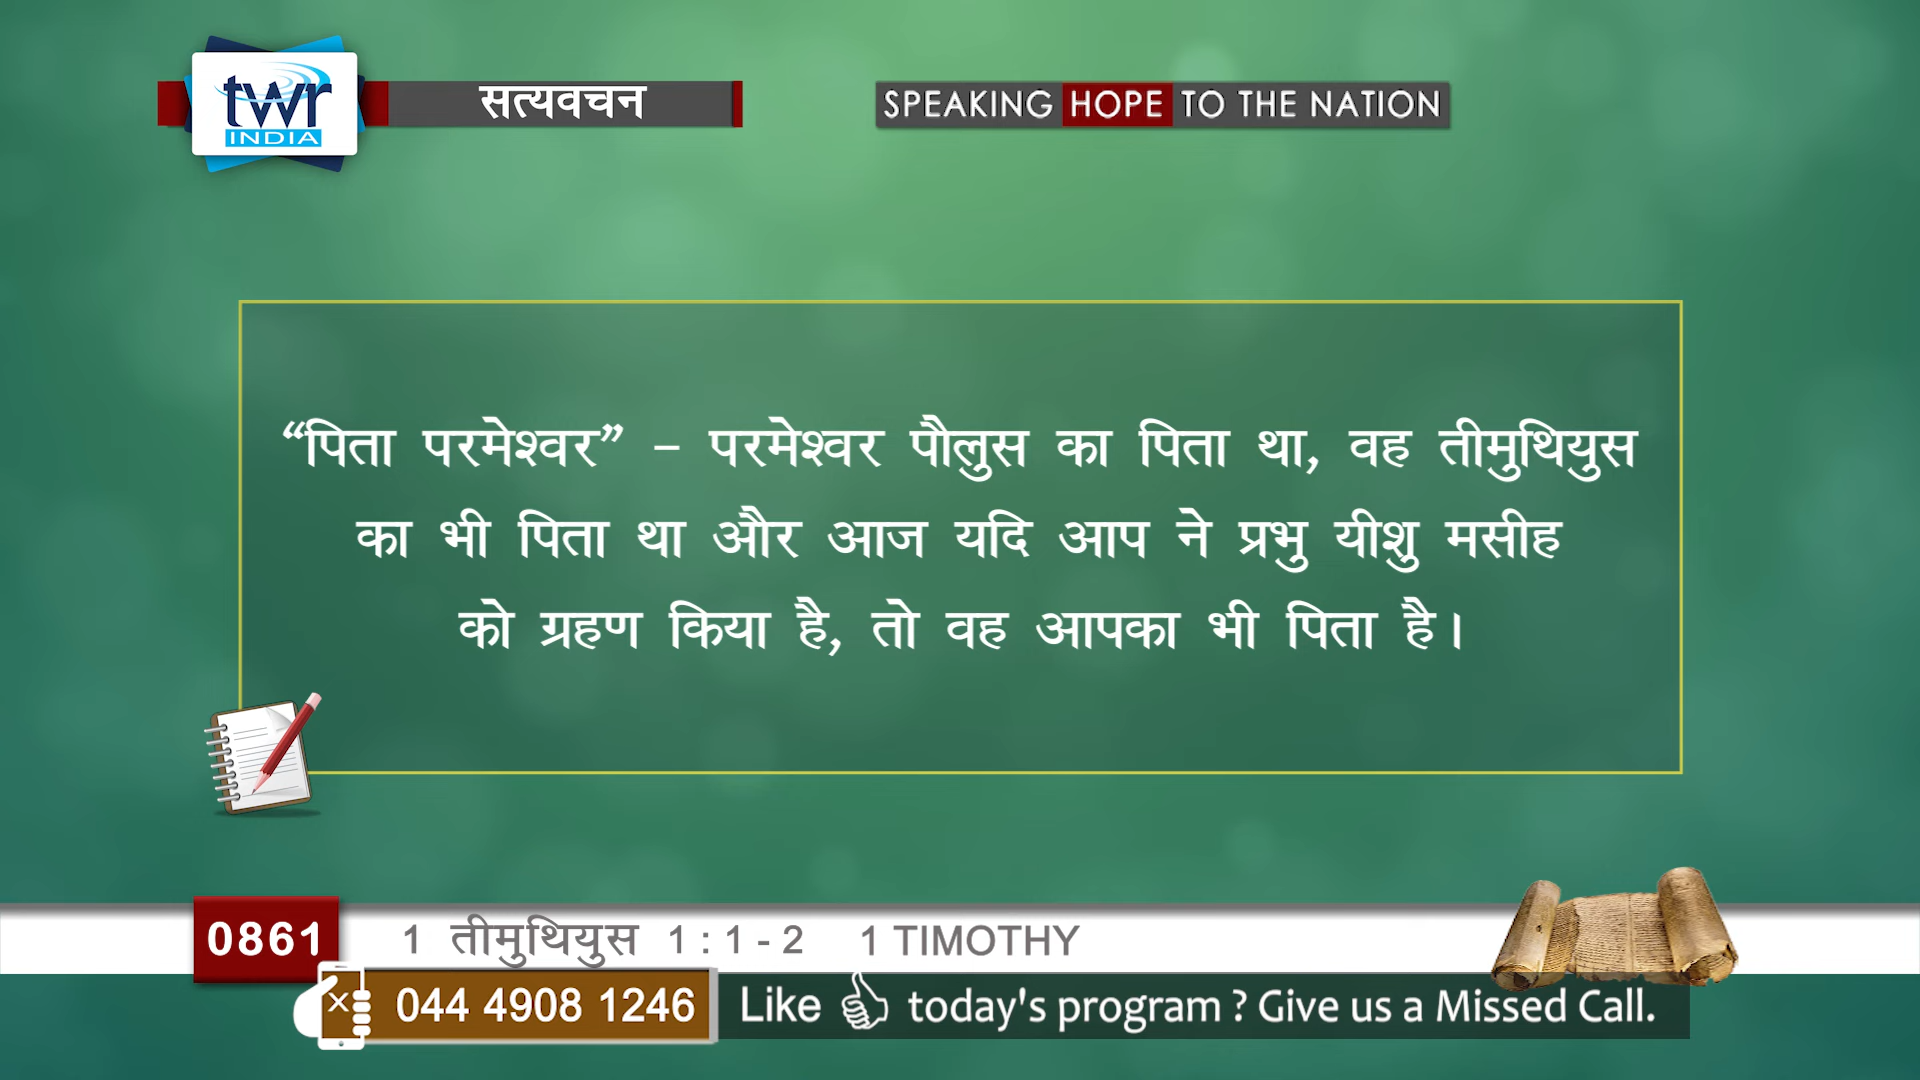 twr
INDIA
सत्यवचन
SPEAKING HOPE TO THE NATION
“पिता परमेश्वर” – परमेश्वर पौलुस का पिता था, वह तीमुथियुस
का भी पिता था और आज यदि आप ने प्रभु यीशु मसीह
को ग्रहण किया है, तो वह आपका भी पिता है।
0861
1 तीमुथियुस 1 : 1 - 2 1 TIMOTHY
044 4908 1246
Like today's program ? Give us a Missed Call.